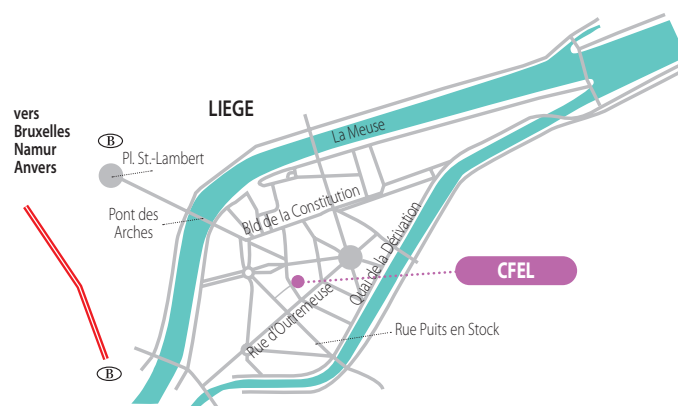 LIEGE
vers
Bruxelles
Namur
Anvers
B
Pl. St.-Lambert
La Meuse
Pont des
Arches
Bld de la Constitution
Quai de la Dérivation
CFEL
Rue d'Outremeuse
Rue Puits en Stock
B